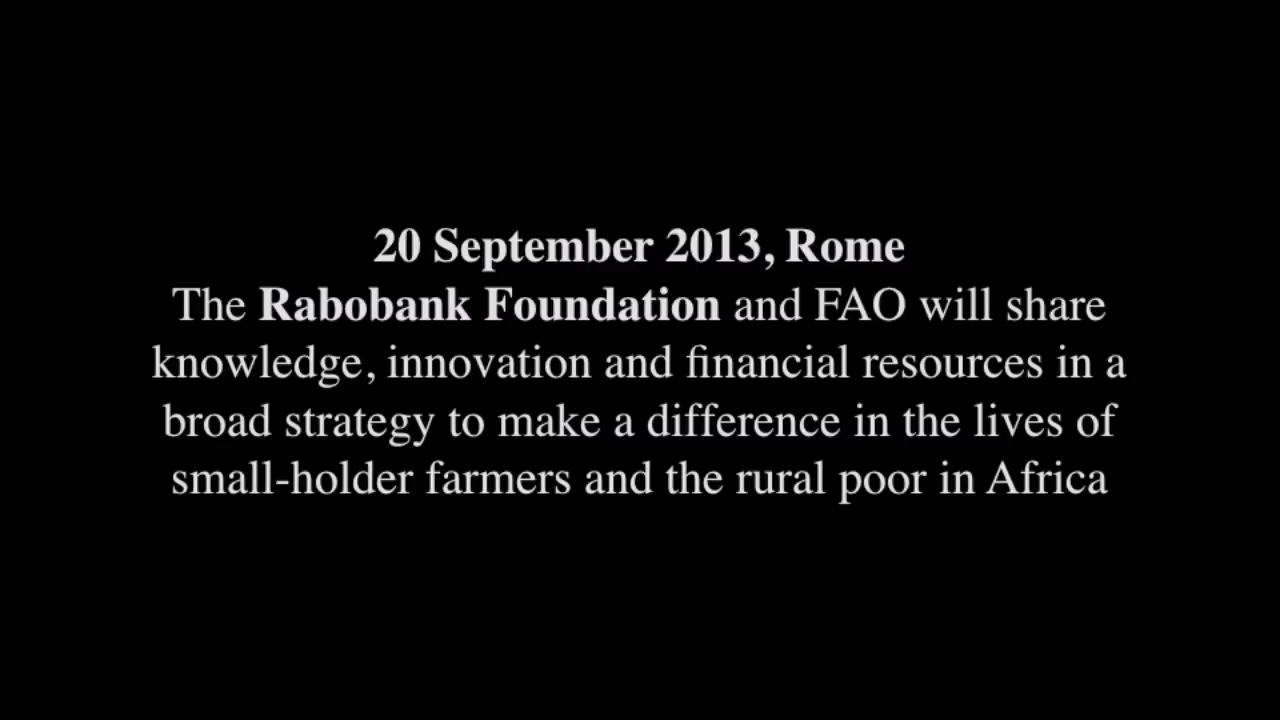 20 September 2013, Rome
The Rabobank Foundation and FAO will share
knowledge, innovation and financial resources in a
broad strategy to make a difference in the lives of
small-holder farmers and the rural poor in Africa